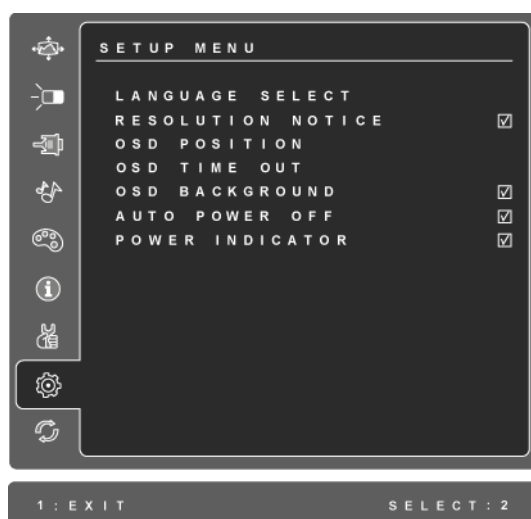 SETUP MENU
LANGUAGE SELECT
RESOLUTION NOTICE
OSD POSITION
OSD TIME OUT
OSD BACKGROUND
AUTO POWER OFF
POWER INDICATOR
1:EXIT SELECT:2